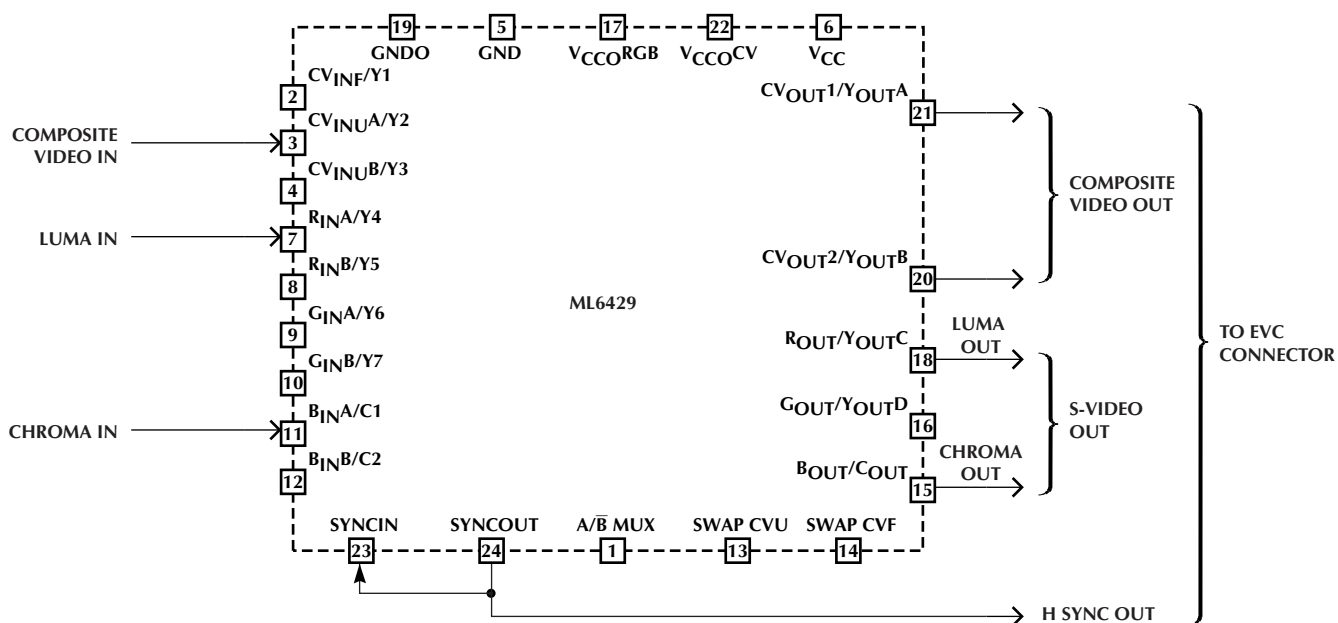 19 5 17 22 6
GNDO GND VCCORGB VCCOCV VCC
CVINF/Y1
2
CVOUT1/YOUTA
21
CVINUA/Y2
COMPOSITE
VIDEO IN
3
CVINUB/Y3
4
COMPOSITE
VIDEO OUT
RINA/Y4
LUMA IN
7
RINB/Y5
8
CVOUT2/YOUTB
20
ML6429
GINA/Y6
9
ROUT/YOUTC
18
LUMA
OUT
TO EVC
CONNECTOR
GINB/Y7
10
GOUT/YOUTD
16
S-VIDEO
OUT
BINA/C1
CHROMA IN
11
BINB/C2
12
BOUT/COUT
15
CHROMA
OUT
SYNCIN SYNCOUT A/B̅ MUX SWAP CVU SWAP CVF
23 24 1 13 14
H SYNC OUT